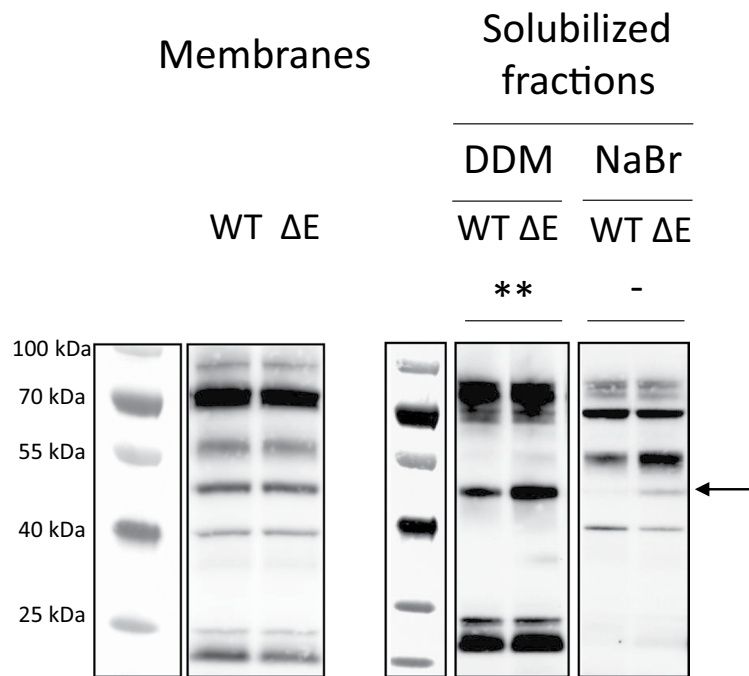 Membranes
Solubilized
fractions
DDM NaBr
WT ΔE
WT ΔE WT ΔE
** -
100 kDa
70 kDa
55 kDa
40 kDa
25 kDa